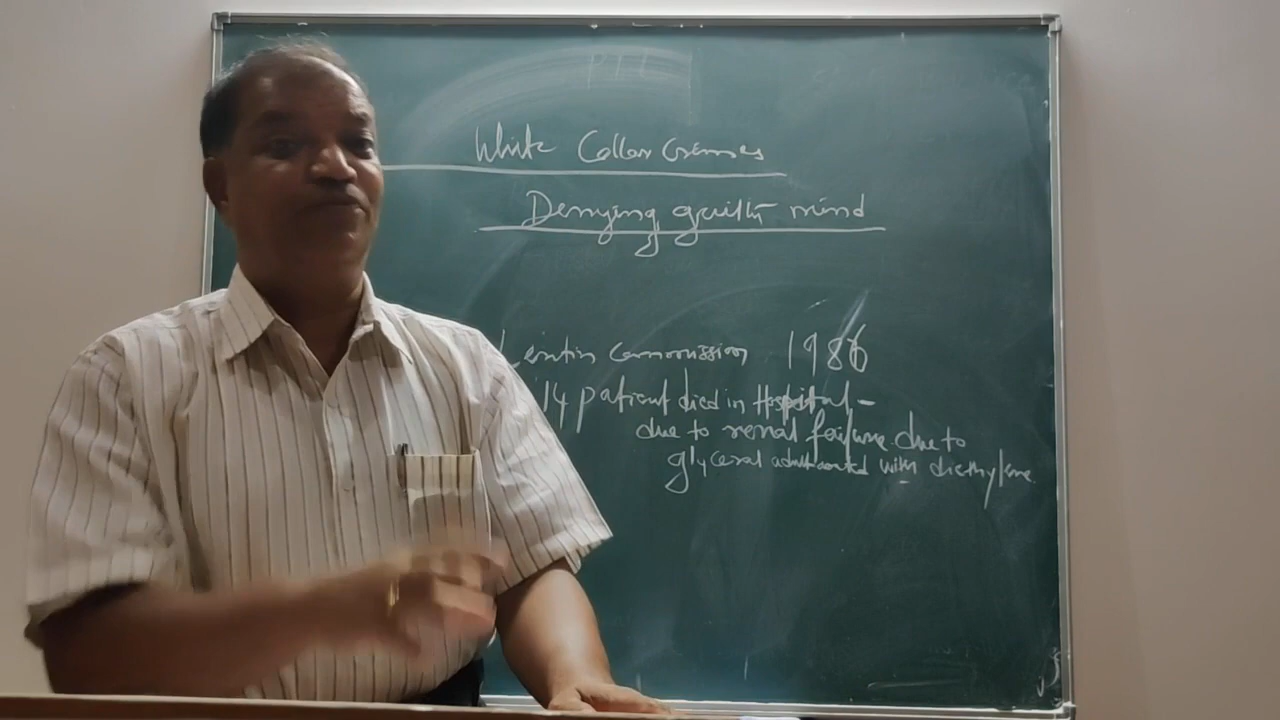 White Collar Crimes
Denying guilty mind
Lentin Commission 1986
14 patient died in Hospital -
due to renal failure due to
glycerol adulterated with diethylene